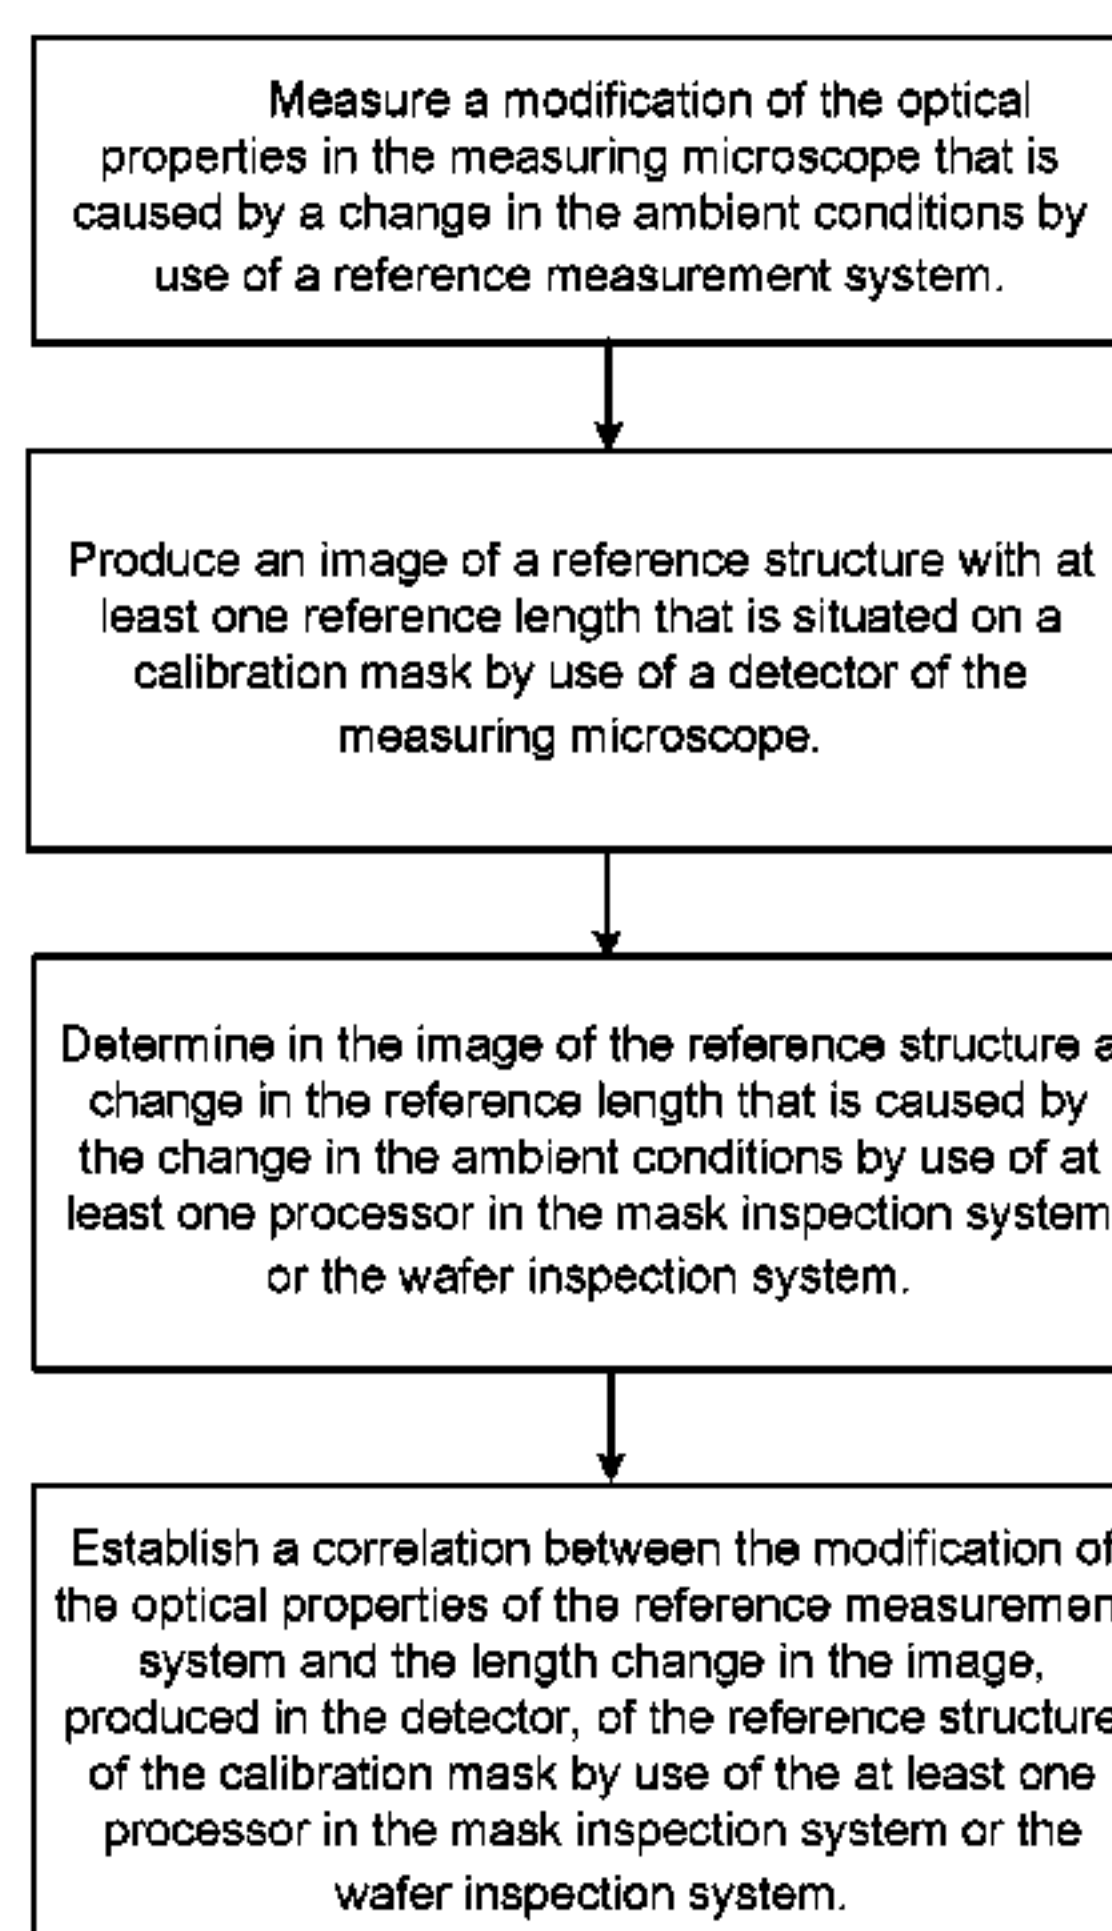 Measure a modification of the optical
properties in the measuring microscope that is
caused by a change in the ambient conditions by
use of a reference measurement system.
Produce an image of a reference structure with at
least one reference length that is situated on a
calibration mask by use of a detector of the
measuring microscope.
Determine in the image of the reference structure a
change in the reference length that is caused by
the change in the ambient conditions by use of at
least one processor in the mask inspection system
or the wafer inspection system.
Establish a correlation between the modification of
the optical properties of the reference measuremen
system and the length change in the image,
produced in the detector, of the reference structure
of the calibration mask by use of the at least one
processor in the mask inspection system or the
wafer inspection system.